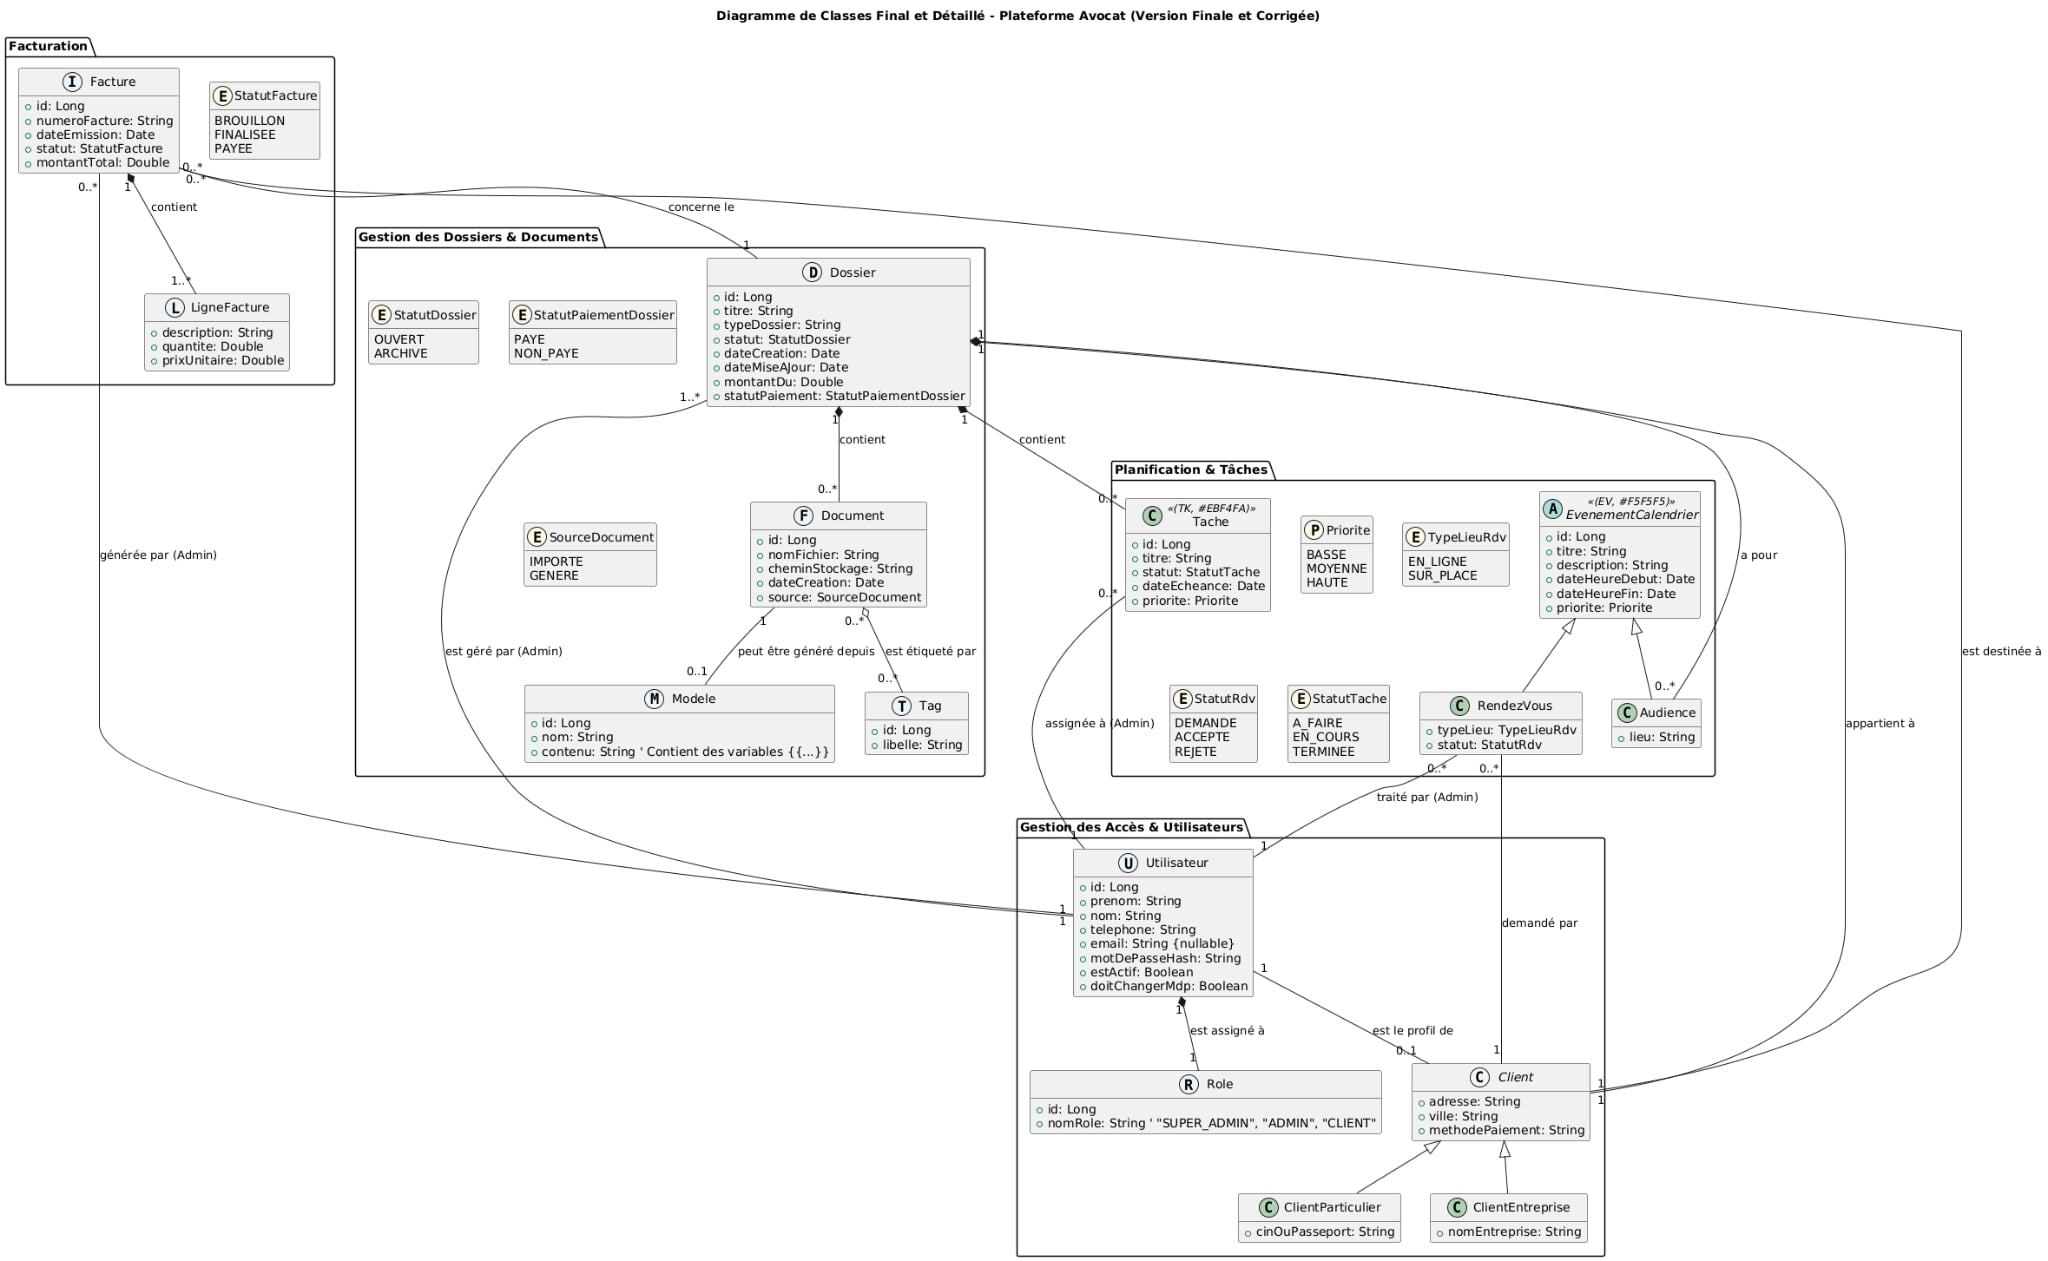 Diagramme de Classes Final et Détaillé - Plateforme Avocat (Version Finale et Corrigée)
Facturation
I Facture
id: Long
numeroFacture: String
dateEmission: Date
statut: StatutFacture
montantTotal: Double
E StatutFacture
BROUILLON
FINALISEE
PAYEE
0..*
0..*
0..*
1
contient
1..*
L LigneFacture
description: String
quantite: Double
prixUnitaire: Double
concerne le
1
Gestion des Dossiers & Documents
D Dossier
id: Long
titre: String
typeDossier: String
statut: StatutDossier
dateCreation: Date
dateMiseAJour: Date
montantDu: Double
statutPaiement: StatutPaiementDossier
E StatutDossier
OUVERT
ARCHIVE
E StatutPaiementDossier
PAYE
NON_PAYE
1
1
1..*
1
1
contient
contient
0..*
0..*
E SourceDocument
IMPORTE
GENERE
F Document
id: Long
nomFichier: String
cheminStockage: String
dateCreation: Date
source: SourceDocument
générée par (Admin)
1
0..*
est géré par (Admin)
peut être généré depuis
est étiqueté par
0..1
0..*
M Modele
id: Long
nom: String
contenu: String ' Contient des variables {{...}}
T Tag
id: Long
libelle: String
Planification & Tâches
C «(TK, #EBF4FA)»
Tache
id: Long
titre: String
statut: StatutTache
dateEcheance: Date
priorite: Priorite
P Priorite
BASSE
MOYENNE
HAUTE
E TypeLieuRdv
EN_LIGNE
SUR_PLACE
A «(EV, #F5F5F5)»
EvenementCalendrier
id: Long
titre: String
description: String
dateHeureDebut: Date
dateHeureFin: Date
priorite: Priorite
a pour
0..*
est destinée à
0..*
E StatutRdv
DEMANDE
ACCEPTE
REJETE
E StatutTache
A_FAIRE
EN_COURS
TERMINEE
C RendezVous
typeLieu: TypeLieuRdv
statut: StatutRdv
C Audience
lieu: String
assignée à (Admin)
appartient à
0..*
0..*
traité par (Admin)
Gestion des Accès & Utilisateurs
1
1
U Utilisateur
id: Long
prenom: String
nom: String
telephone: String
email: String {nullable}
motDePasseHash: String
estActif: Boolean
doitChangerMdp: Boolean
1
1
demandé par
1
1
est assigné à
est le profil de
1
0..1
1
R Role
id: Long
nomRole: String ' "SUPER_ADMIN", "ADMIN", "CLIENT"
C Client
adresse: String
ville: String
methodePaiement: String
1
1
C ClientParticulier
cinOuPasseport: String
C ClientEntreprise
nomEntreprise: String